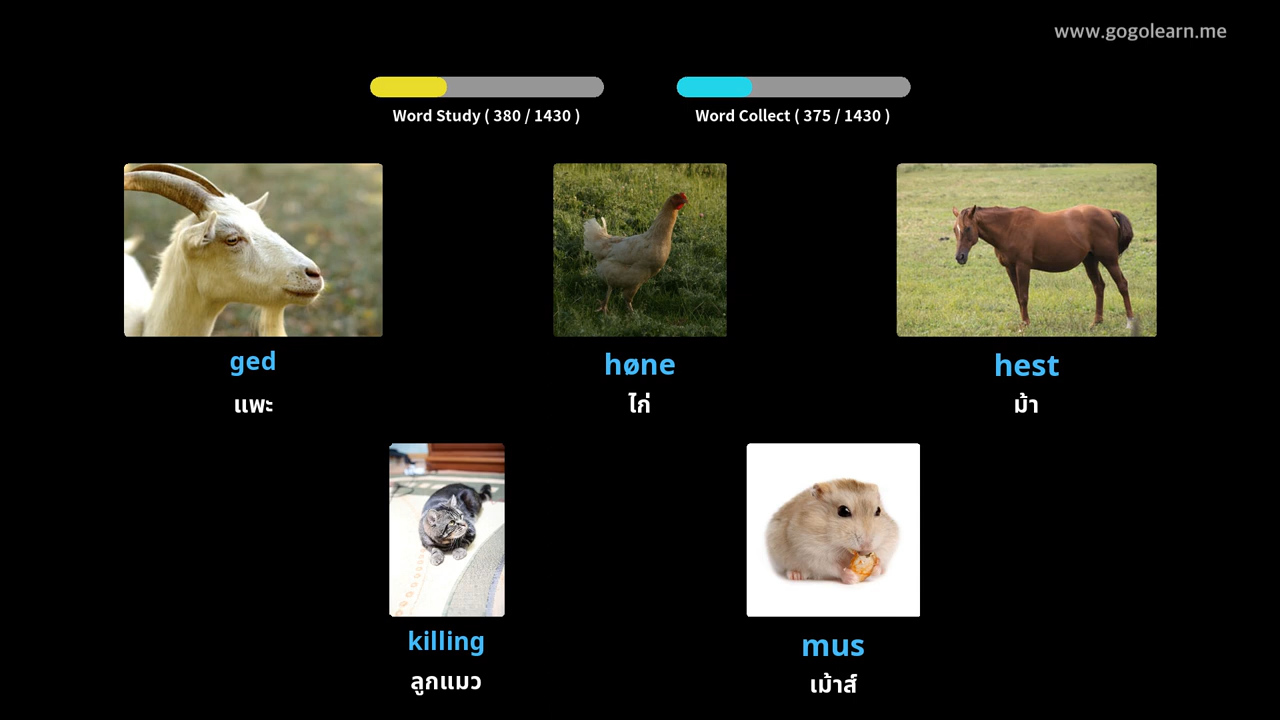 www.gogolearn.me
Word Study ( 380 / 1430 )
Word Collect ( 375 / 1430 )
ged
høne
hest
แพะ
ไก่
ม้า
killing
mus
ลูกแมว
เม้าส์